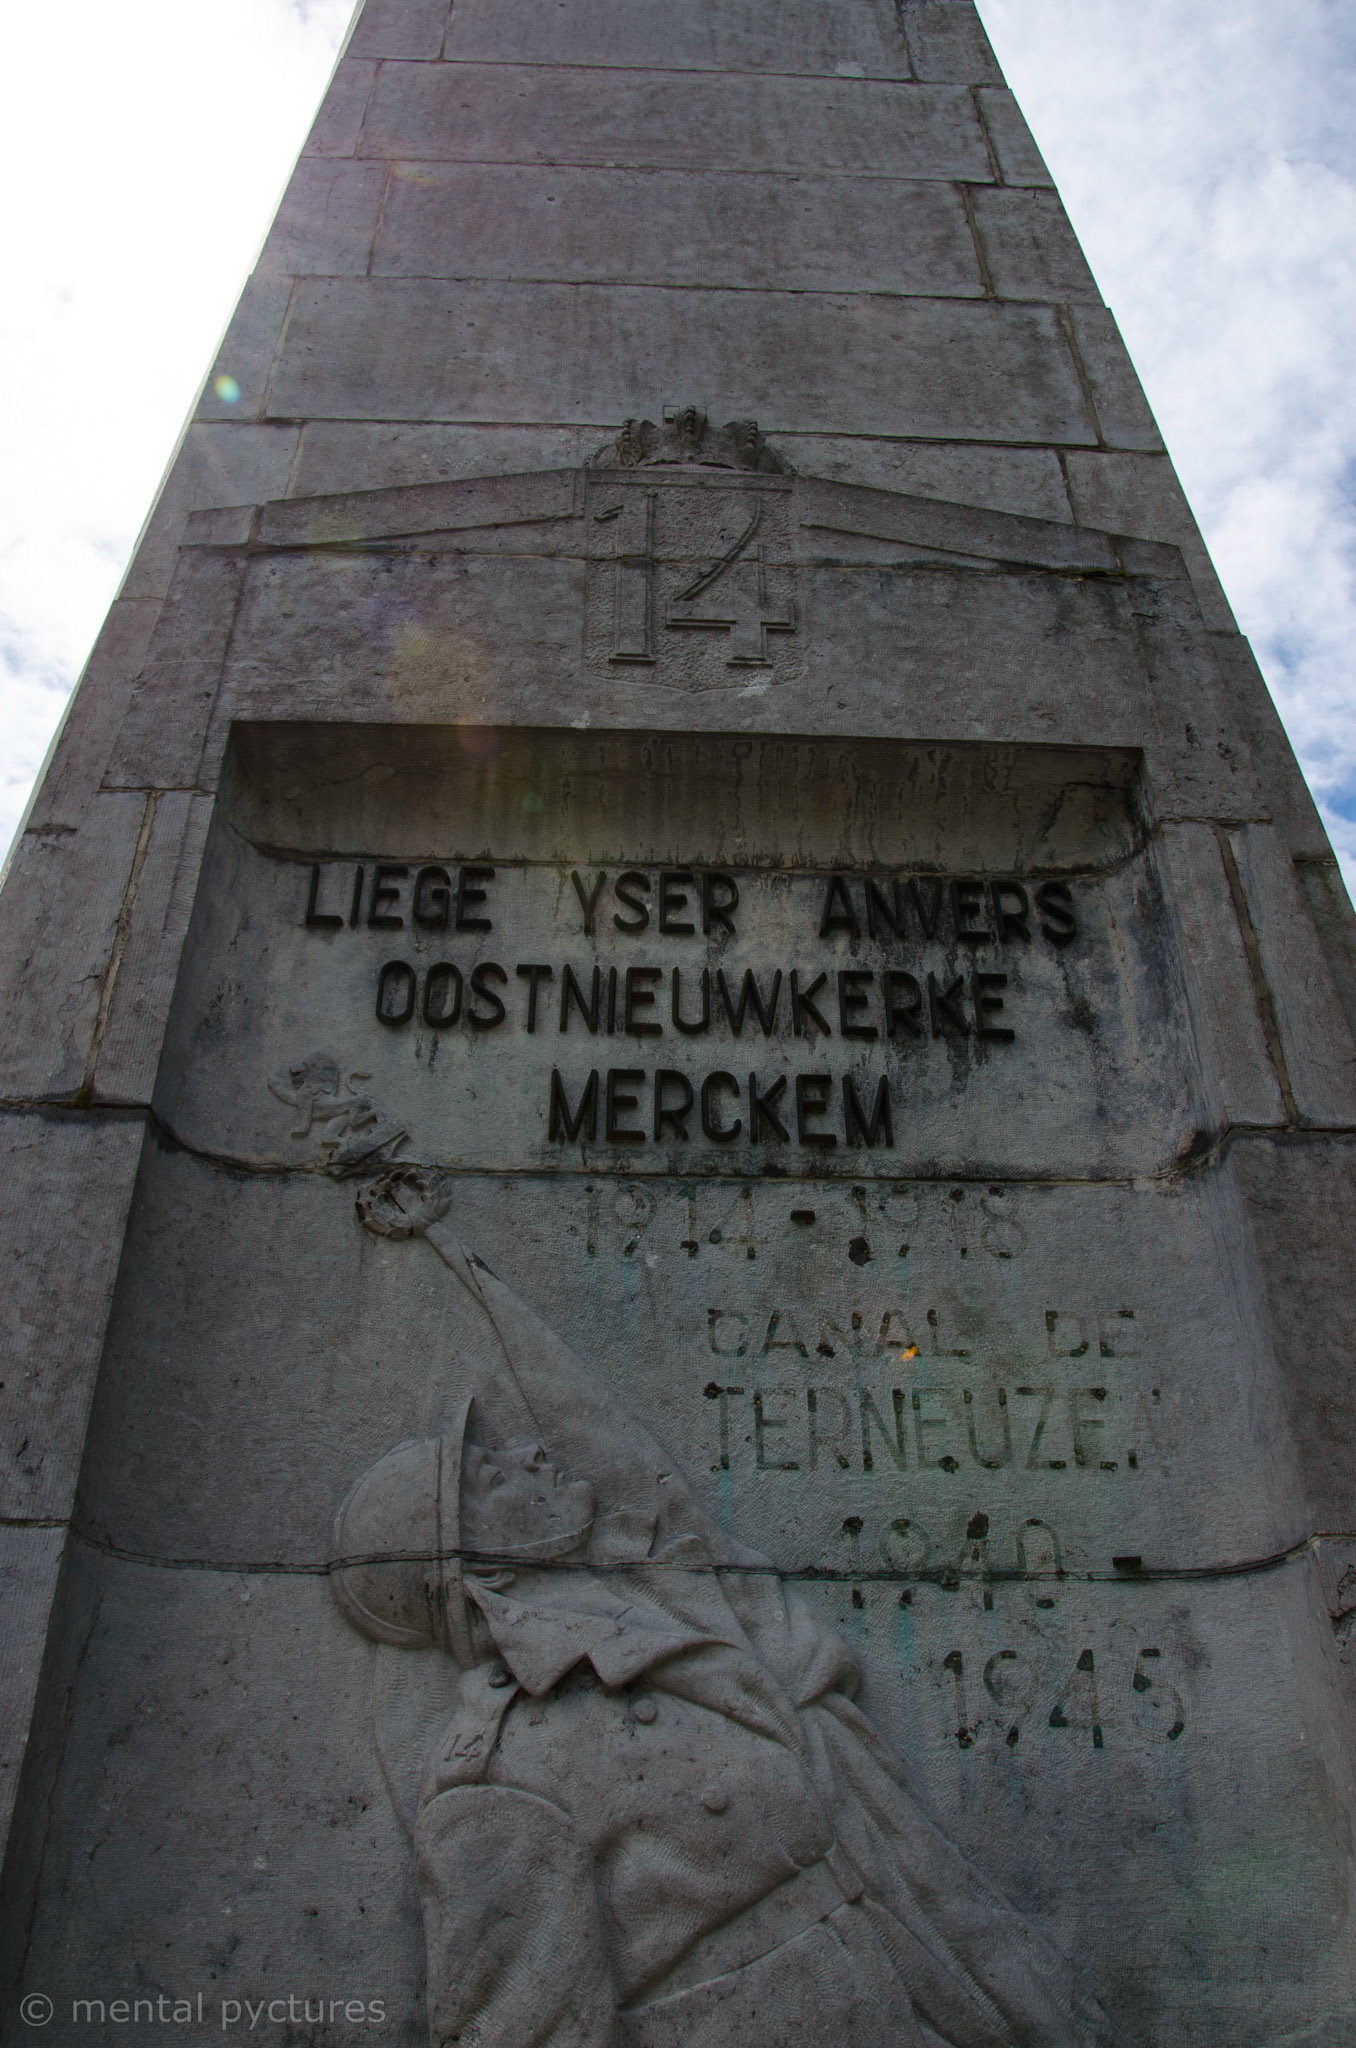 14
LIEGE YSER ANVERS
OOSTNIEUWKERKE
MERCKEM
1914-1918
CANAL DE
TERNEUZEN
1940-
1945
14
© mental pyctures